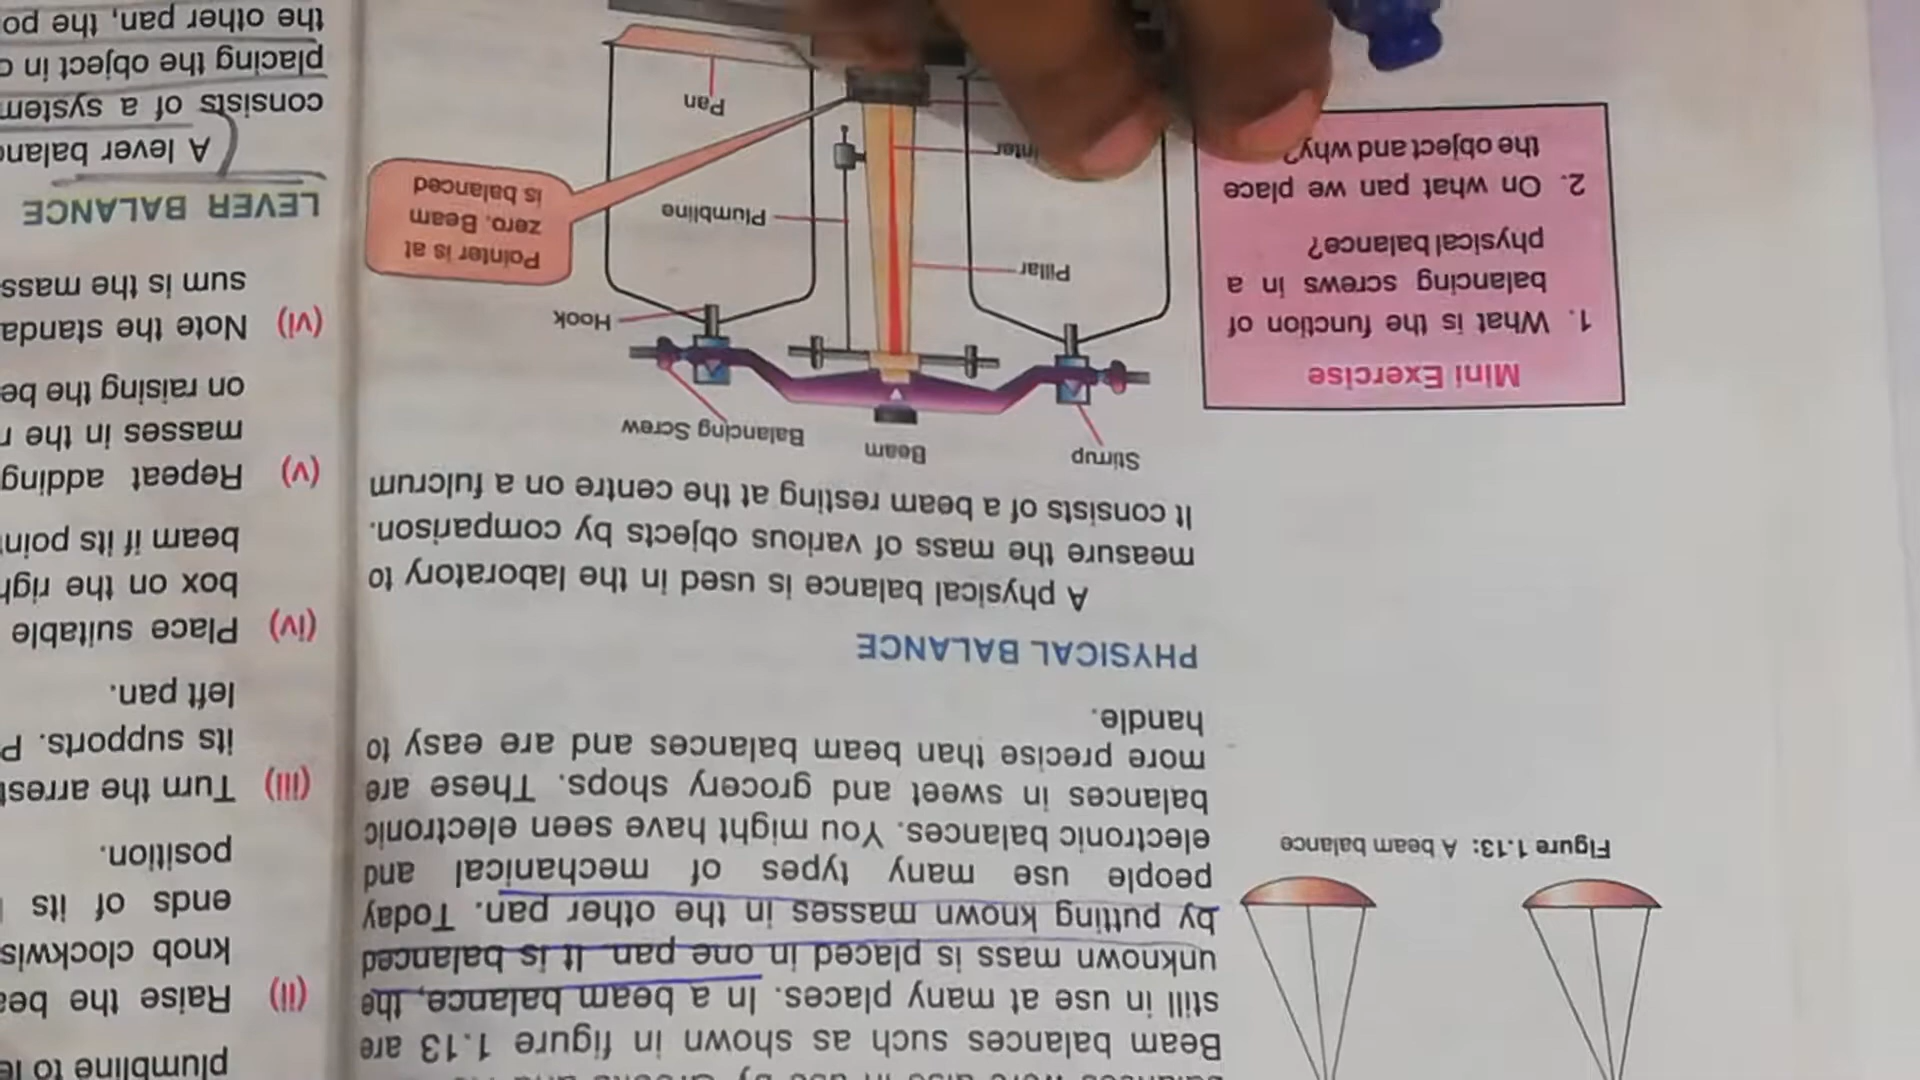 Beam balances such as shown in figure 1.13 are
still in use at many places. In a beam balance, the
unknown mass is placed in one pan. It is balanced
by putting known masses in the other pan. Today
people use many types of mechanical and
electronic balances. You might have seen electronic
balances in sweet and grocery shops. These are
more precise than beam balances and are easy to
handle.
PHYSICAL BALANCE
A physical balance is used in the laboratory to
measure the mass of various objects by comparison.
It consists of a beam resting at the centre on a fulcrum
Stirrup
Beam
Balancing Screw
Hook
Pillar
Plumbline
Pointer is at
zero. Beam
is balanced
Pan
Figure 1.13: A beam balance
Mini Exercise
1. What is the function of
balancing screws in a
physical balance?
2. On what pan we place
the object and why?
plumbline to
(ii) Raise the
knob
ends of its
position.
(iii) Turn the
its supports.
left pan.
(iv) Place suitable
box on the
beam if its
(v) Repeat adding
masses in the
on raising the
(vi) Note the
sum is the mass
LEVER BALANCE
A lever
consists of a system
placing the object in
the other pan, the